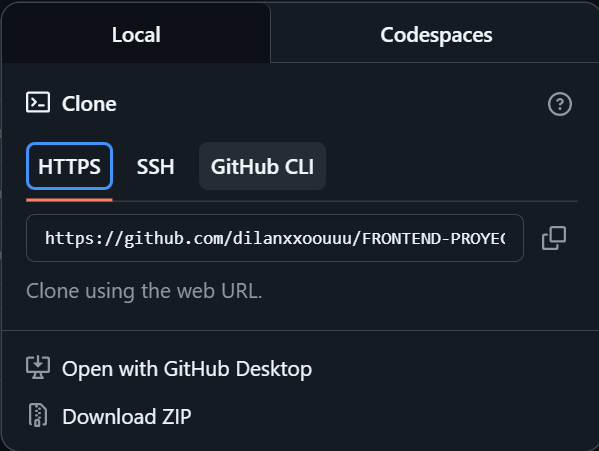 Local Codespaces
Clone
HTTPS SSH GitHub CLI
https://github.com/dilanxxoouuu/FRONTEND-PROYEC
Clone using the web URL.
Open with GitHub Desktop
Download ZIP